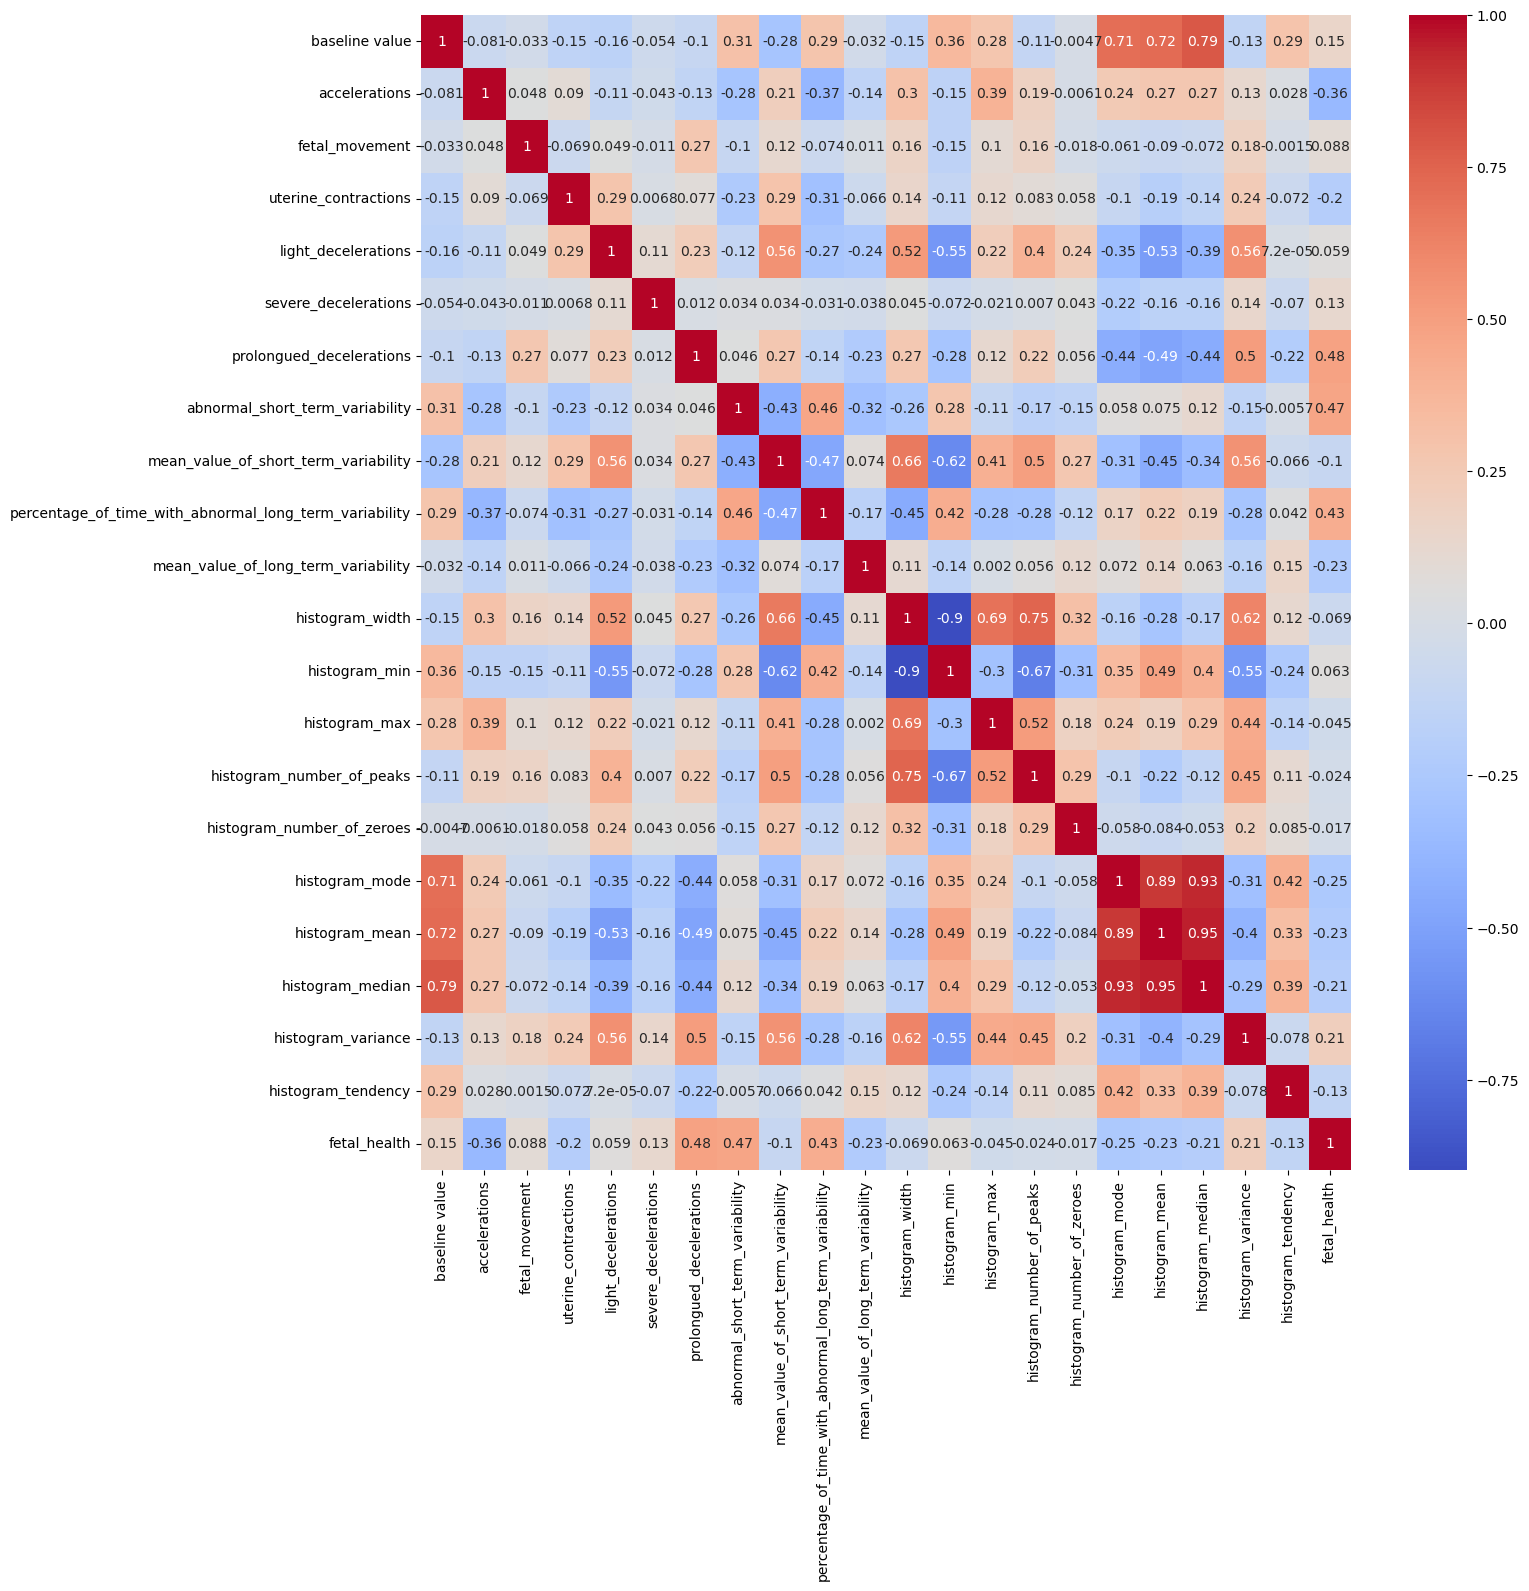 baseline value 1 -0.081 -0.033 -0.15 -0.16 -0.054 -0.1 0.31 -0.28 0.29 -0.032 -0.15 0.36 0.28 -0.11 -0.0047 0.71 0.72 0.79 -0.13 0.29 0.15
accelerations -0.081 1 0.048 0.09 -0.11 -0.043 -0.13 -0.28 0.21 -0.37 -0.14 0.3 -0.15 0.39 0.19 -0.0061 0.24 0.27 0.27 0.13 0.028 -0.36
fetal_movement -0.033 0.048 1 -0.069 0.049 -0.011 0.27 -0.1 0.12 -0.074 0.011 0.16 -0.15 0.1 0.16 -0.018 -0.061 -0.09 -0.072 0.18 -0.0015 0.088
uterine_contractions -0.15 0.09 -0.069 1 0.29 0.0068 0.077 -0.23 0.29 -0.31 -0.066 0.14 -0.11 0.12 0.083 0.058 -0.1 -0.19 -0.14 0.24 -0.072 -0.2
light_decelerations -0.16 -0.11 0.049 0.29 1 0.11 0.23 -0.12 0.56 -0.27 -0.24 0.52 -0.55 0.22 0.4 0.24 -0.35 -0.53 -0.39 0.56 7.2e-05 0.059
severe_decelerations -0.054 -0.043 -0.011 0.0068 0.11 1 0.012 0.034 0.034 -0.031 -0.038 0.045 -0.072 -0.021 0.007 0.043 -0.22 -0.16 -0.16 0.14 -0.07 0.13
prolongued_decelerations -0.1 -0.13 0.27 0.077 0.23 0.012 1 0.046 0.27 -0.14 -0.23 0.27 -0.28 0.12 0.22 0.056 -0.44 -0.49 -0.44 0.5 -0.22 0.48
abnormal_short_term_variability 0.31 -0.28 -0.1 -0.23 -0.12 0.034 0.046 1 -0.43 0.46 -0.32 -0.26 0.28 -0.11 -0.17 -0.15 0.058 0.075 0.12 -0.15 -0.0057 0.47
mean_value_of_short_term_variability -0.28 0.21 0.12 0.29 0.56 0.034 0.27 -0.43 1 -0.47 0.074 0.66 -0.62 0.41 0.5 0.27 -0.31 -0.45 -0.34 0.56 -0.066 -0.1
percentage_of_time_with_abnormal_long_term_variability 0.29 -0.37 -0.074 -0.31 -0.27 -0.031 -0.14 0.46 -0.47 1 -0.17 -0.45 0.42 -0.28 -0.28 -0.12 0.17 0.22 0.19 -0.28 0.042 0.43
mean_value_of_long_term_variability -0.032 -0.14 0.011 -0.066 -0.24 -0.038 -0.23 -0.32 0.074 -0.17 1 0.11 -0.14 0.002 0.056 0.12 0.072 0.14 0.063 -0.16 0.15 -0.23
histogram_width -0.15 0.3 0.16 0.14 0.52 0.045 0.27 -0.26 0.66 -0.45 0.11 1 -0.9 0.69 0.75 0.32 -0.16 -0.28 -0.17 0.62 0.12 -0.069
histogram_min 0.36 -0.15 -0.15 -0.11 -0.55 -0.072 -0.28 0.28 -0.62 0.42 -0.14 -0.9 1 -0.3 -0.67 -0.31 0.35 0.49 0.4 -0.55 -0.24 0.063
histogram_max 0.28 0.39 0.1 0.12 0.22 -0.021 0.12 -0.11 0.41 -0.28 0.002 0.69 -0.3 1 0.52 0.18 0.24 0.19 0.29 0.44 -0.14 -0.045
histogram_number_of_peaks -0.11 0.19 0.16 0.083 0.4 0.007 0.22 -0.17 0.5 -0.28 0.056 0.75 -0.67 0.52 1 0.29 -0.1 -0.22 -0.12 0.45 0.11 -0.024
histogram_number_of_zeroes -0.0047 -0.0061 -0.018 0.058 0.24 0.043 0.056 -0.15 0.27 -0.12 0.12 0.32 -0.31 0.18 0.29 1 -0.058 -0.084 -0.053 0.2 0.085 -0.017
histogram_mode 0.71 0.24 -0.061 -0.1 -0.35 -0.22 -0.44 0.058 -0.31 0.17 0.072 -0.16 0.35 0.24 -0.1 -0.058 1 0.89 0.93 -0.31 0.42 -0.25
histogram_mean 0.72 0.27 -0.09 -0.19 -0.53 -0.16 -0.49 0.075 -0.45 0.22 0.14 -0.28 0.49 0.19 -0.22 -0.084 0.89 1 0.95 -0.4 0.33 -0.23
histogram_median 0.79 0.27 -0.072 -0.14 -0.39 -0.16 -0.44 0.12 -0.34 0.19 0.063 -0.17 0.4 0.29 -0.12 -0.053 0.93 0.95 1 -0.29 0.39 -0.21
histogram_variance -0.13 0.13 0.18 0.24 0.56 0.14 0.5 -0.15 0.56 -0.28 -0.16 0.62 -0.55 0.44 0.45 0.2 -0.31 -0.4 -0.29 1 -0.078 0.21
histogram_tendency 0.29 0.028 -0.0015 -0.072 7.2e-05 -0.07 -0.22 -0.0057 -0.066 0.042 0.15 0.12 -0.24 -0.14 0.11 0.085 0.42 0.33 0.39 -0.078 1 -0.13
fetal_health 0.15 -0.36 0.088 -0.2 0.059 0.13 0.48 0.47 -0.1 0.43 -0.23 -0.069 0.063 -0.045 -0.024 -0.017 -0.25 -0.23 -0.21 0.21 -0.13 1
baseline value
accelerations
fetal_movement
uterine_contractions
light_decelerations
severe_decelerations
prolongued_decelerations
abnormal_short_term_variability
mean_value_of_short_term_variability
percentage_of_time_with_abnormal_long_term_variability
mean_value_of_long_term_variability
histogram_width
histogram_min
histogram_max
histogram_number_of_peaks
histogram_number_of_zeroes
histogram_mode
histogram_mean
histogram_median
histogram_variance
histogram_tendency
fetal_health
1.00
0.75
0.50
0.25
0.00
−0.25
−0.50
−0.75